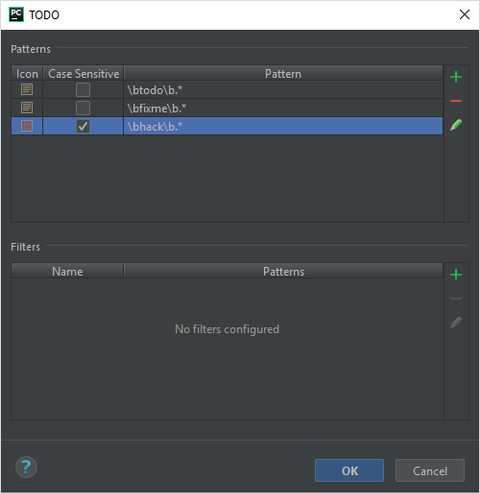 PC TODO
Patterns
Icon Case Sensitive Pattern
\btodo\b.*
\bfixme\b.*
\bhack\b.*
Filters
Name Patterns
No filters configured
? OK Cancel